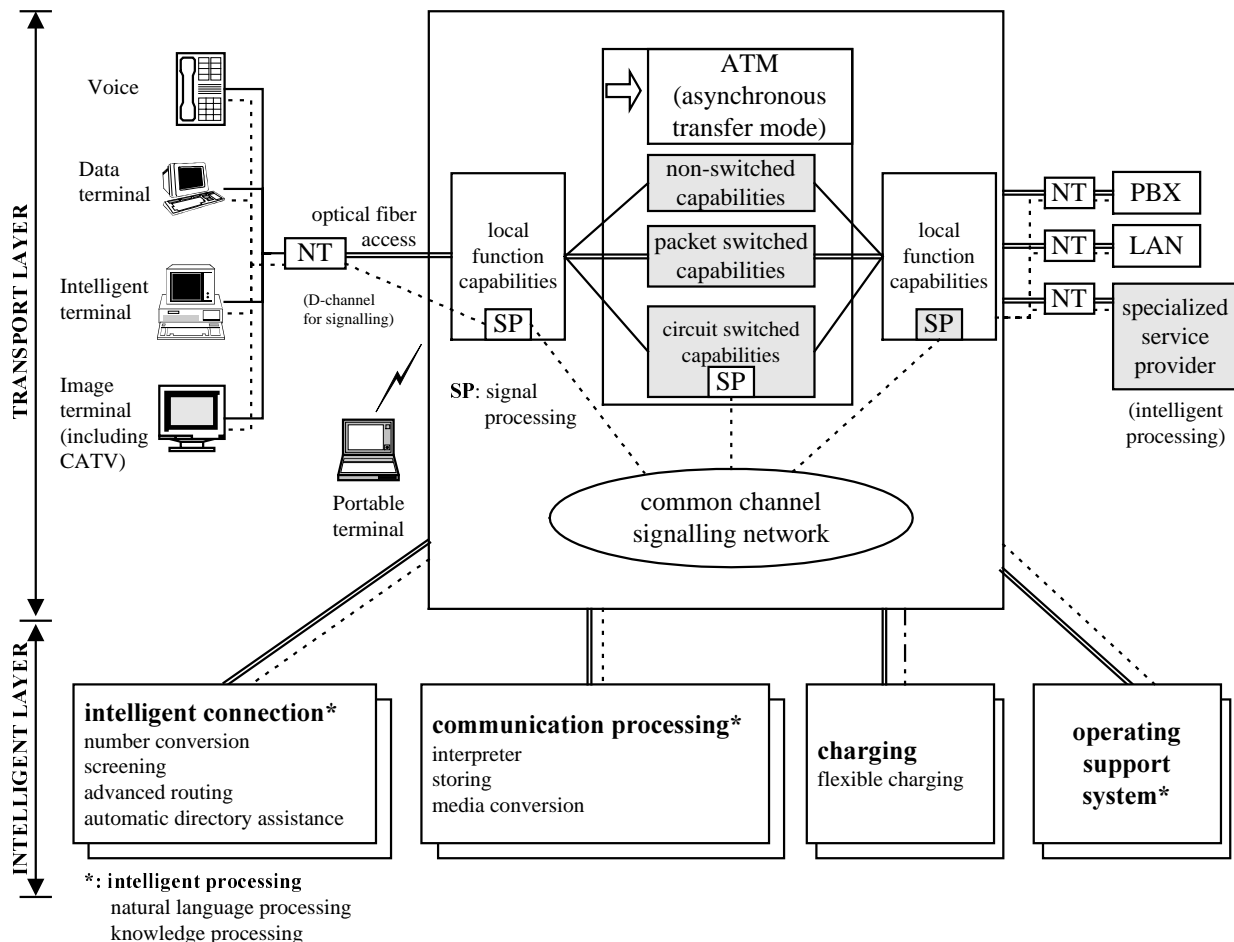 TRANSPORT LAYER
Voice
Data
terminal
Intelligent
terminal
Image
terminal
(including
CATV)
NT
optical fiber
access
(D-channel
for signalling)
Portable
terminal
local
function
capabilities
SP
SP: signal
processing
ATM
(asynchronous
transfer mode)
non-switched
capabilities
packet switched
capabilities
circuit switched
capabilities
SP
local
function
capabilities
SP
common channel
signalling network
NT
PBX
NT
LAN
NT
specialized
service
provider
(intelligent
processing)
INTELLIGENT LAYER
intelligent connection*
number conversion
screening
advanced routing
automatic directory assistance
communication processing*
interpreter
storing
media conversion
charging
flexible charging
operating
support
system*
*: intelligent processing
natural language processing
knowledge processing